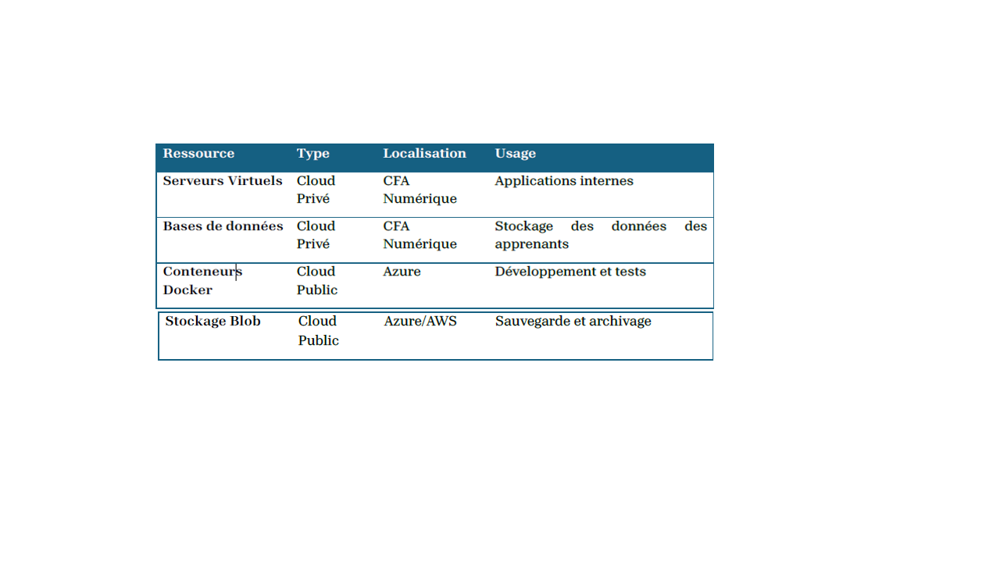 Ressource Type Localisation Usage
Serveurs Virtuels Cloud CFA Applications internes
Privé Numérique
Bases de données Cloud CFA Stockage des données des
Privé Numérique apprenants
Conteneurs Cloud Azure Développement et tests
Docker Public
Stockage Blob Cloud Azure/AWS Sauvegarde et archivage
Public